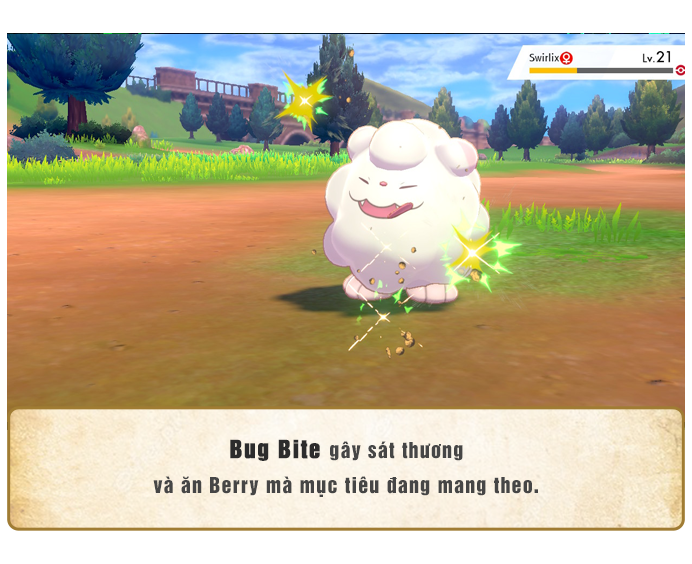 Swirlix♀ Lv.21
Bug Bite gây sát thương
và ăn Berry mà mục tiêu đang mang theo.